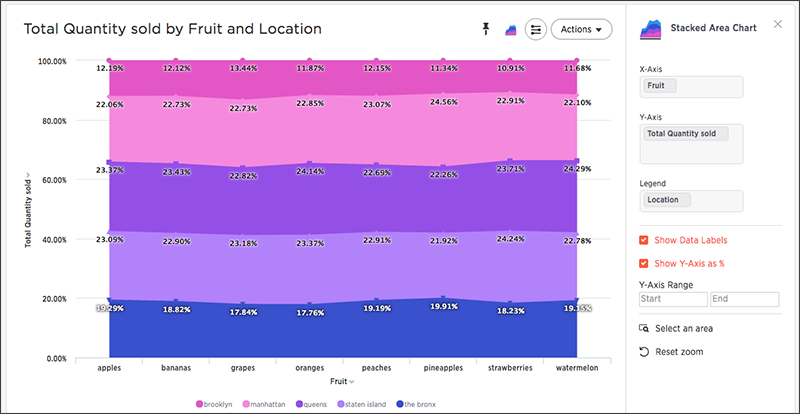 Total Quantity sold by Fruit and Location
Actions
Stacked Area Chart
X-Axis
Fruit
Y-Axis
Total Quantity sold
Legend
Location
Show Data Labels
Show Y-Axis as %
Y-Axis Range
Start End
Select an area
Reset zoom
Total Quantity sold
100.00%
80.00%
60.00%
40.00%
20.00%
0.00%
12.19% 12.12% 13.44% 11.87% 12.15% 11.34% 10.91% 11.68%
22.06% 22.73% 22.73% 22.85% 23.07% 24.56% 22.91% 22.10%
23.37% 23.43% 22.82% 24.14% 22.69% 22.26% 23.71% 24.29%
23.09% 22.90% 23.18% 23.37% 22.91% 21.92% 24.24% 22.78%
19.29% 18.82% 17.84% 17.76% 19.19% 19.91% 18.23% 19.15%
apples bananas grapes oranges peaches pineapples strawberries watermelon
Fruit
brooklyn manhattan queens staten island the bronx